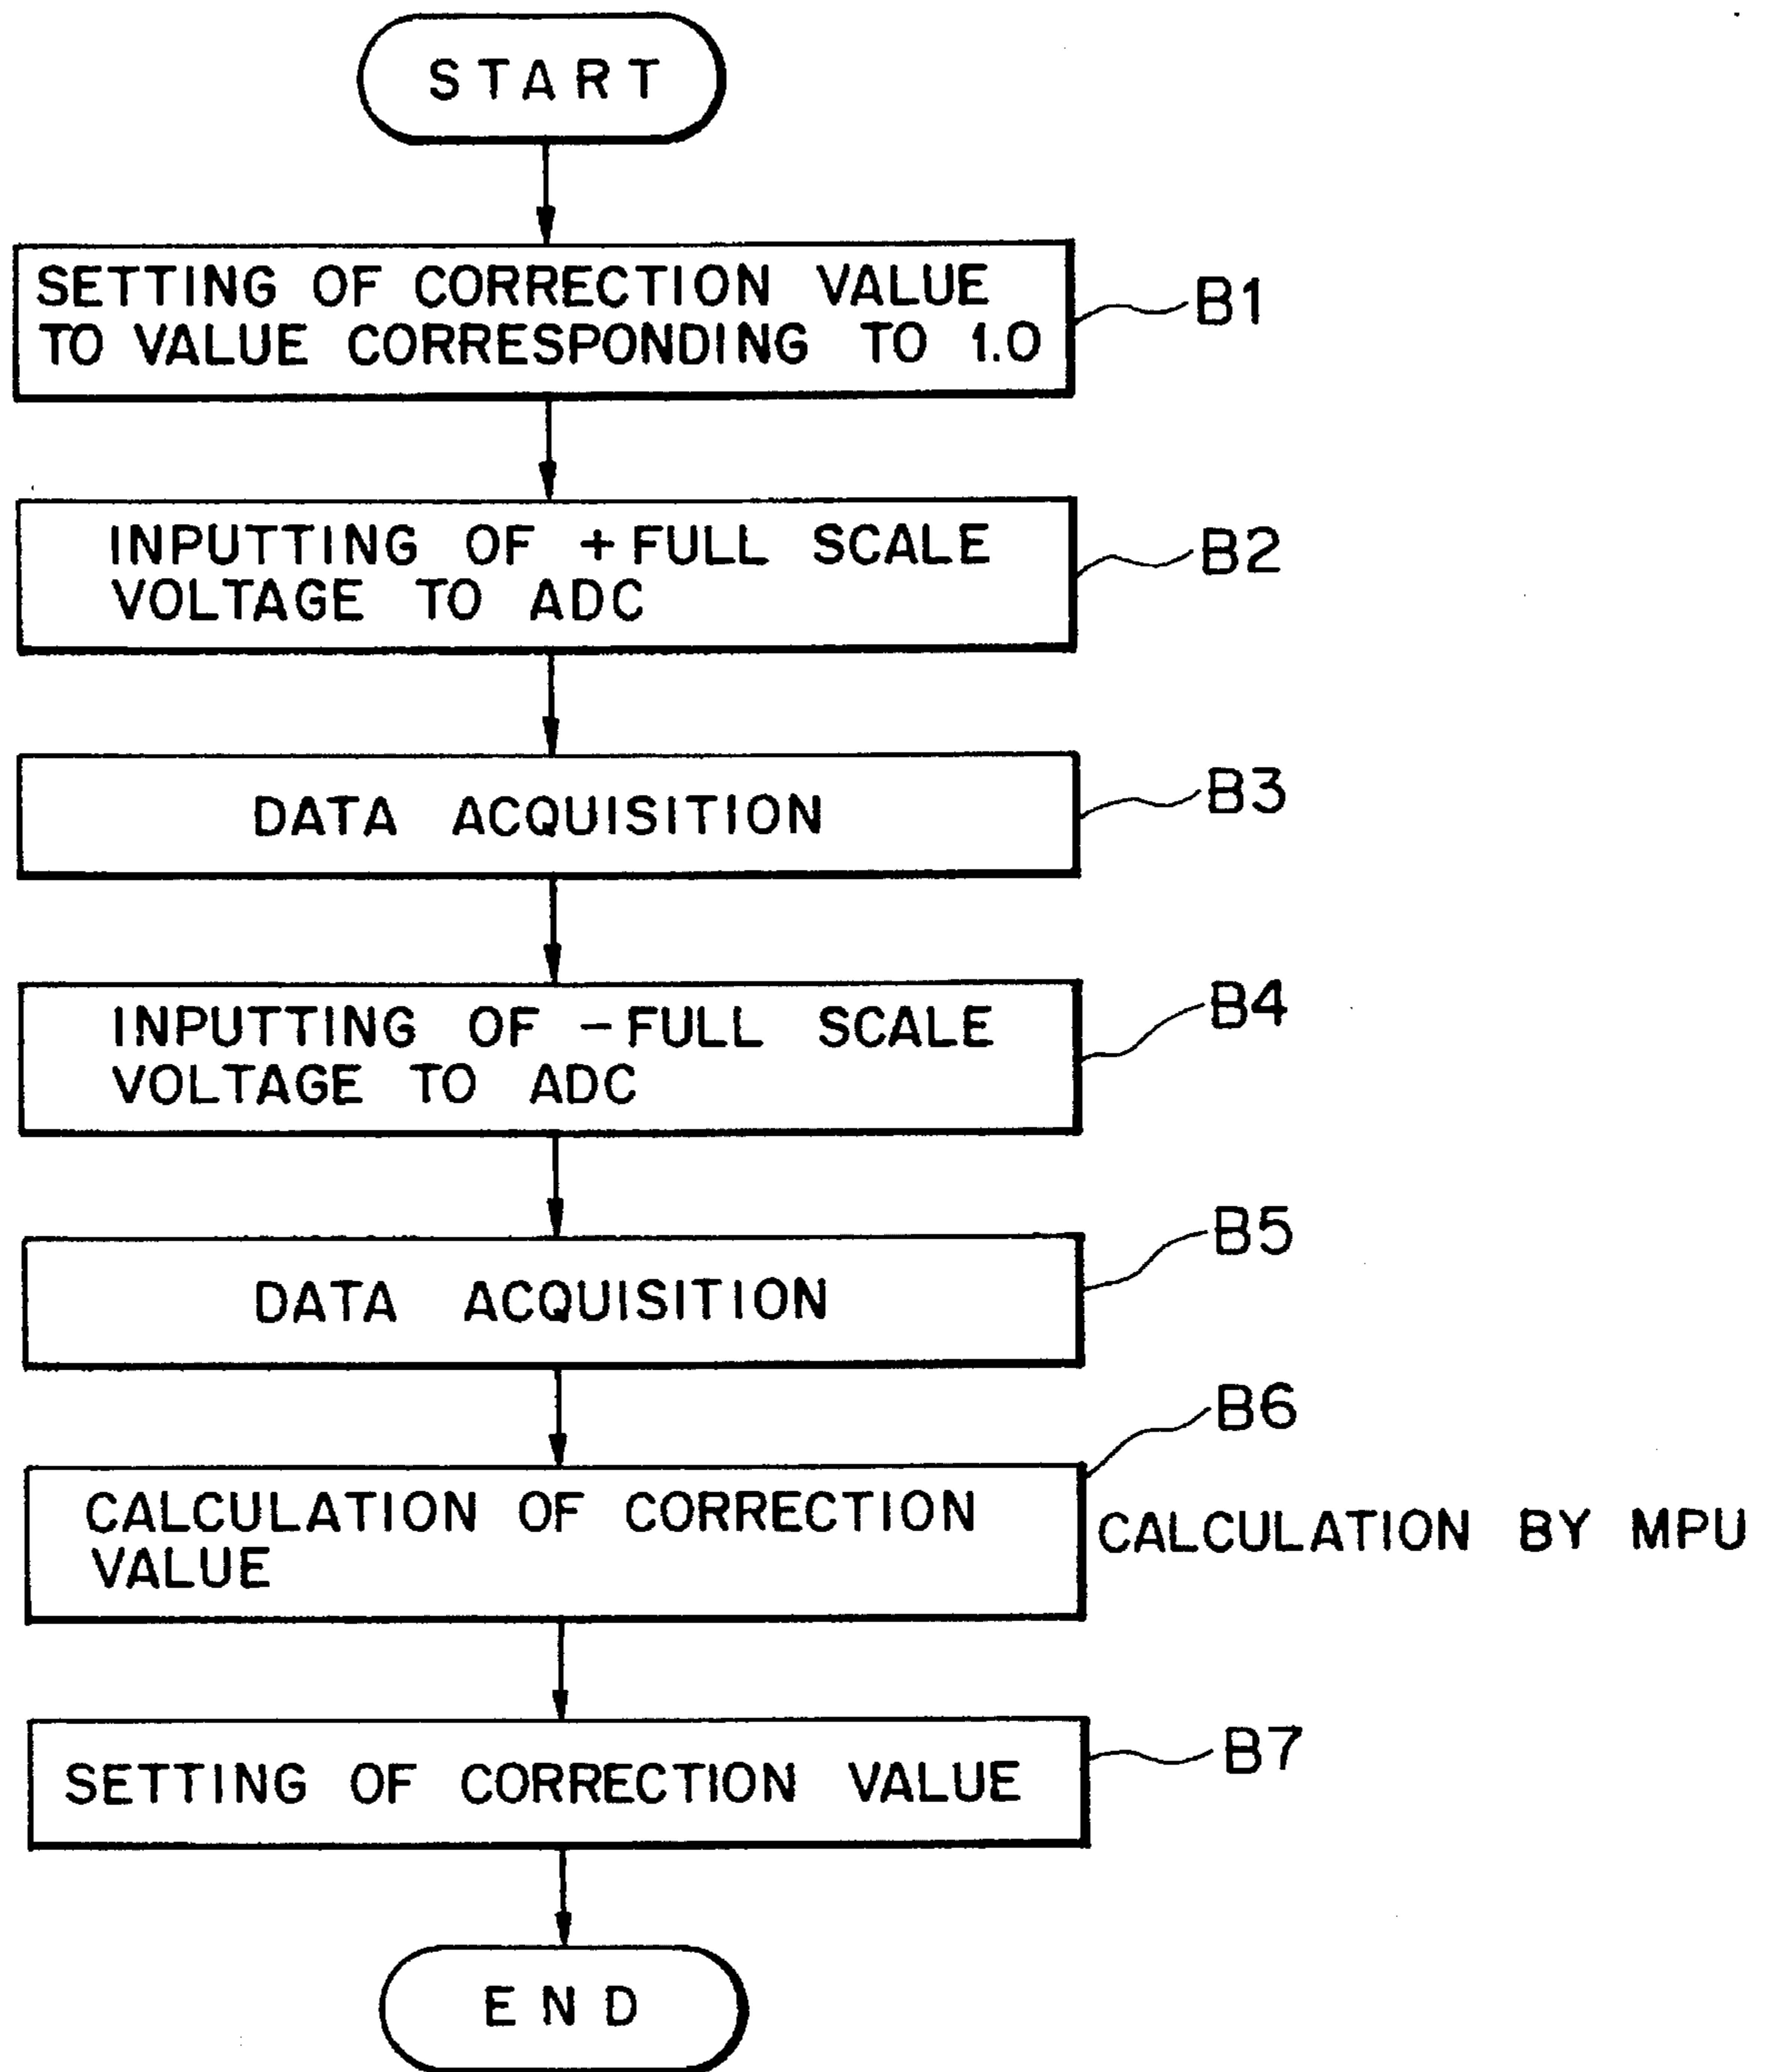 START
SETTING OF CORRECTION VALUE
TO VALUE CORRESPONDING TO 1.0
B1
INPUTTING OF +FULL SCALE
VOLTAGE TO ADC
B2
DATA ACQUISITION
B3
INPUTTING OF -FULL SCALE
VOLTAGE TO ADC
B4
DATA ACQUISITION
B5
CALCULATION OF CORRECTION
VALUE
B6
CALCULATION BY MPU
SETTING OF CORRECTION VALUE
B7
END